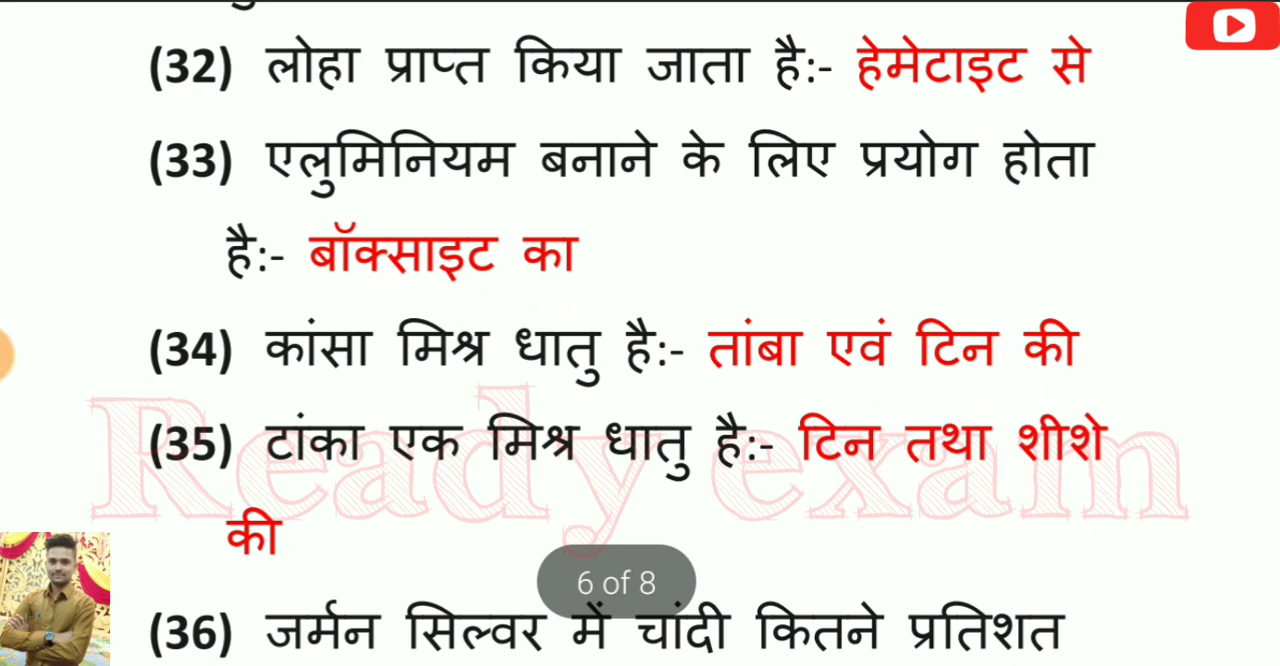 (32) लोहा प्राप्त किया जाता है:- हेमेटाइट से
(33) एलुमिनियम बनाने के लिए प्रयोग होता
है:- बॉक्साइट का
(34) कांसा मिश्र धातु है:- तांबा एवं टिन की
(35) टांका एक मिश्र धातु है:- टिन तथा शीशे
की
Ready exam
6 of 8
(36) जर्मन सिल्वर में चांदी कितने प्रतिशत